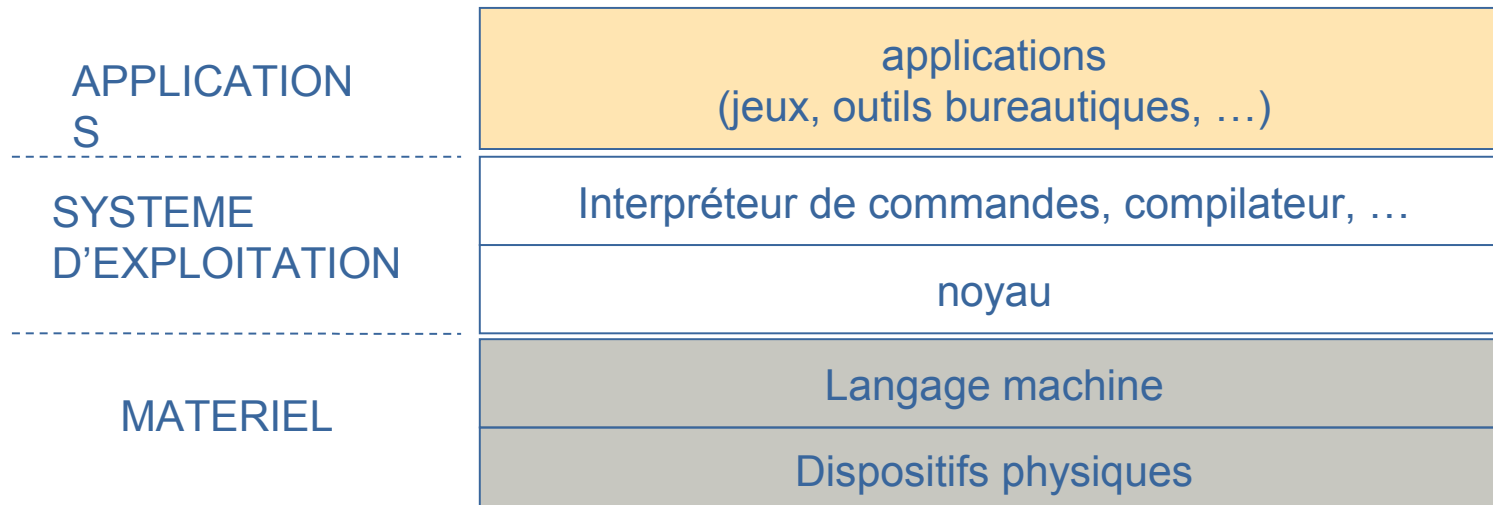 APPLICATION
S
applications
(jeux, outils bureautiques, …)
SYSTEME
D’EXPLOITATION
Interpréteur de commandes, compilateur, …
noyau
MATERIEL
Langage machine
Dispositifs physiques